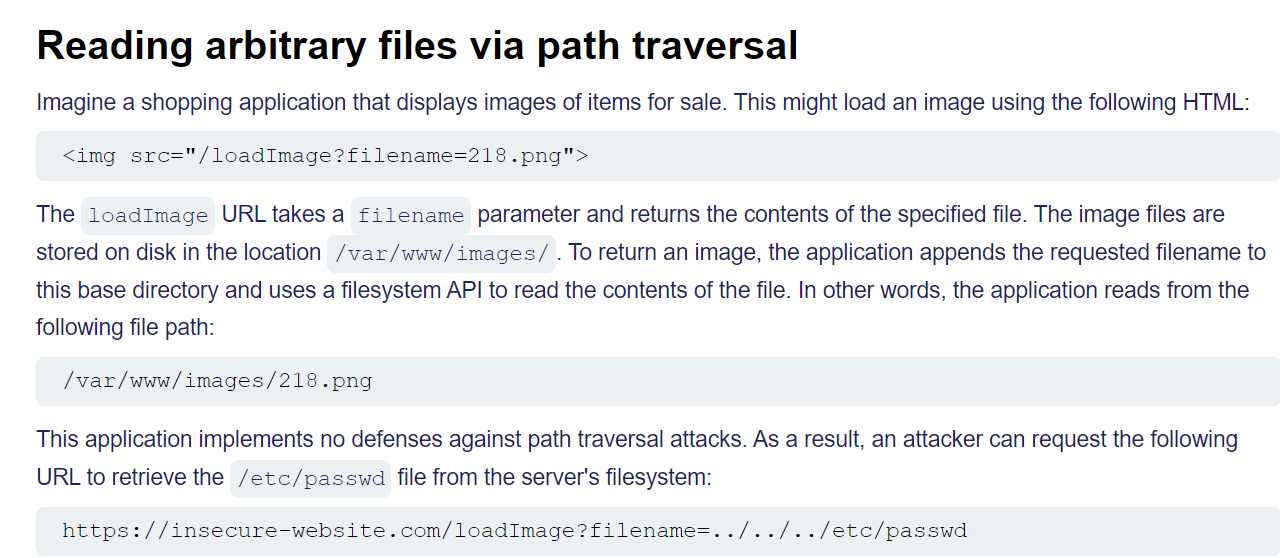 Reading arbitrary files via path traversal
Imagine a shopping application that displays images of items for sale. This might load an image using the following HTML:
<img src="/loadImage?filename=218.png">
The loadImage URL takes a filename parameter and returns the contents of the specified file. The image files are
stored on disk in the location /var/www/images/. To return an image, the application appends the requested filename to
this base directory and uses a filesystem API to read the contents of the file. In other words, the application reads from the
following file path:
/var/www/images/218.png
This application implements no defenses against path traversal attacks. As a result, an attacker can request the following
URL to retrieve the /etc/passwd file from the server's filesystem:
https://insecure-website.com/loadImage?filename=../../../etc/passwd